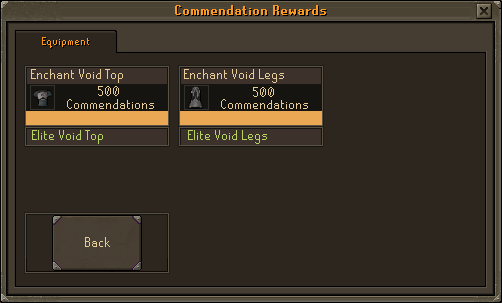 Commendation Rewards
Equipment
Enchant Void Top
500
Commendations
Elite Void Top
Enchant Void Legs
500
Commendations
Elite Void Legs
Back